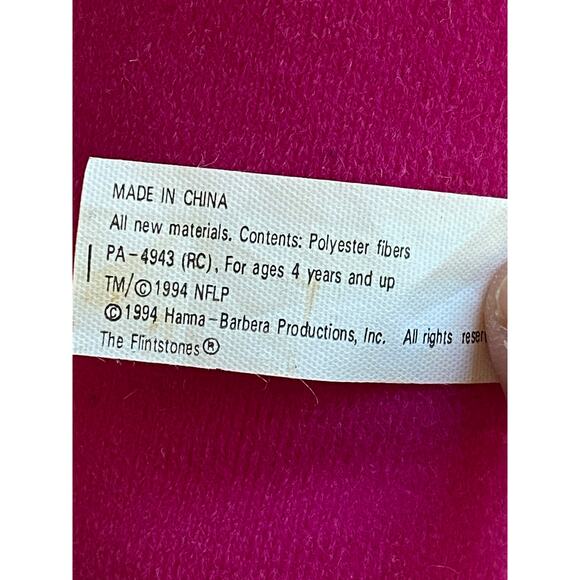 MADE IN CHINA
All new materials. Contents: Polyester fibers
PA-4943 (RC), For ages 4 years and up
TM/©1994 NFLP
©1994 Hanna-Barbera Productions, Inc. All rights reser
The Flintstones®